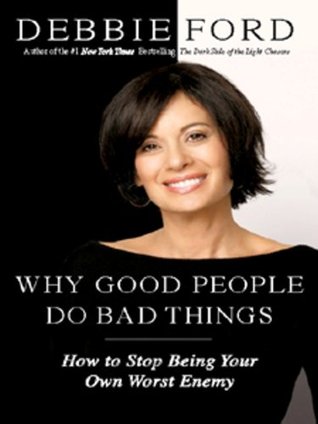 DEBBIE FORD
Author of the #1 New York Times Bestselling The Dark Side of the Light Chasers
WHY GOOD PEOPLE
DO BAD THINGS
How to Stop Being Your
Own Worst Enemy